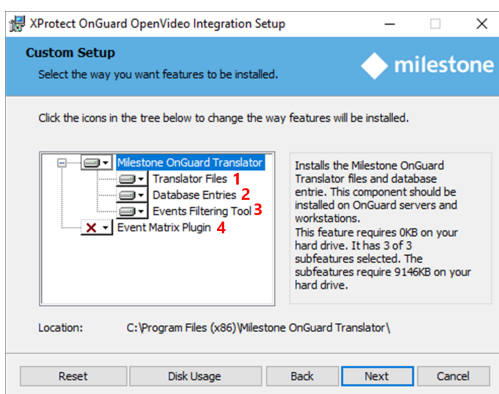 XProtect OnGuard OpenVideo Integration Setup
Custom Setup
Select the way you want features to be installed.
milestone
Click the icons in the tree below to change the way features will be installed.
Milestone OnGuard Translator
Translator Files 1
Database Entries 2
Events Filtering Tool 3
Event Matrix Plugin 4
Installs the Milestone OnGuard
Translator files and database
entrie. This component should be
installed on OnGuard servers and
workstations.
This feature requires 0KB on your
hard drive. It has 3 of 3
subfeatures selected. The
subfeatures require 9146KB on your
hard drive.
Location: C:\Program Files (x86)\Milestone OnGuard Translator\
Reset Disk Usage Back Next Cancel